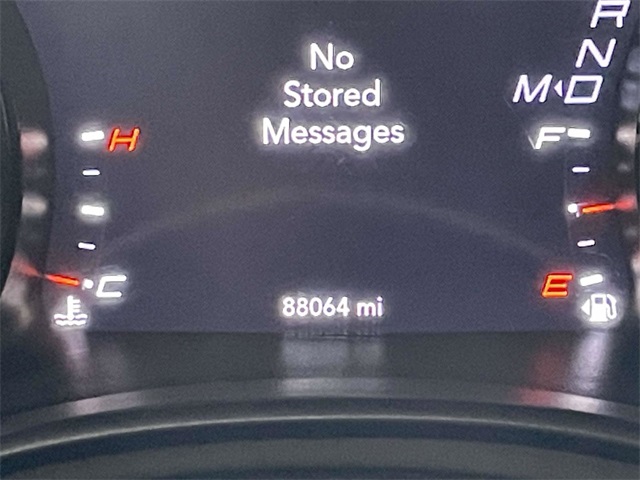 No
Stored
Messages
R
N
M D
H
F
C
E
88064 mi